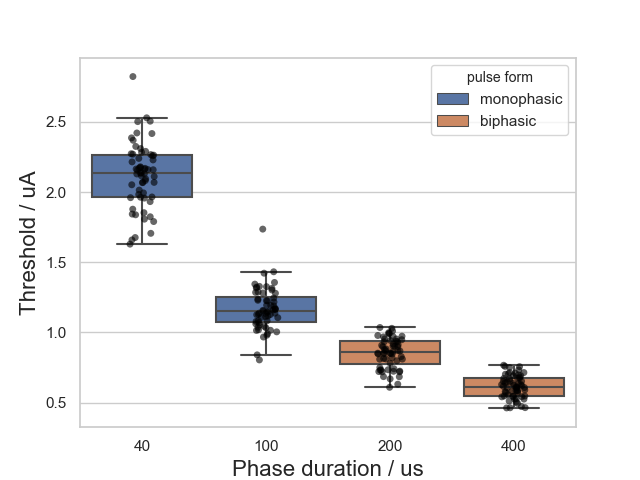 pulse form
monophasic
biphasic
2.5
2.0
1.5
1.0
0.5
Threshold / uA
40 100 200 400
Phase duration / us